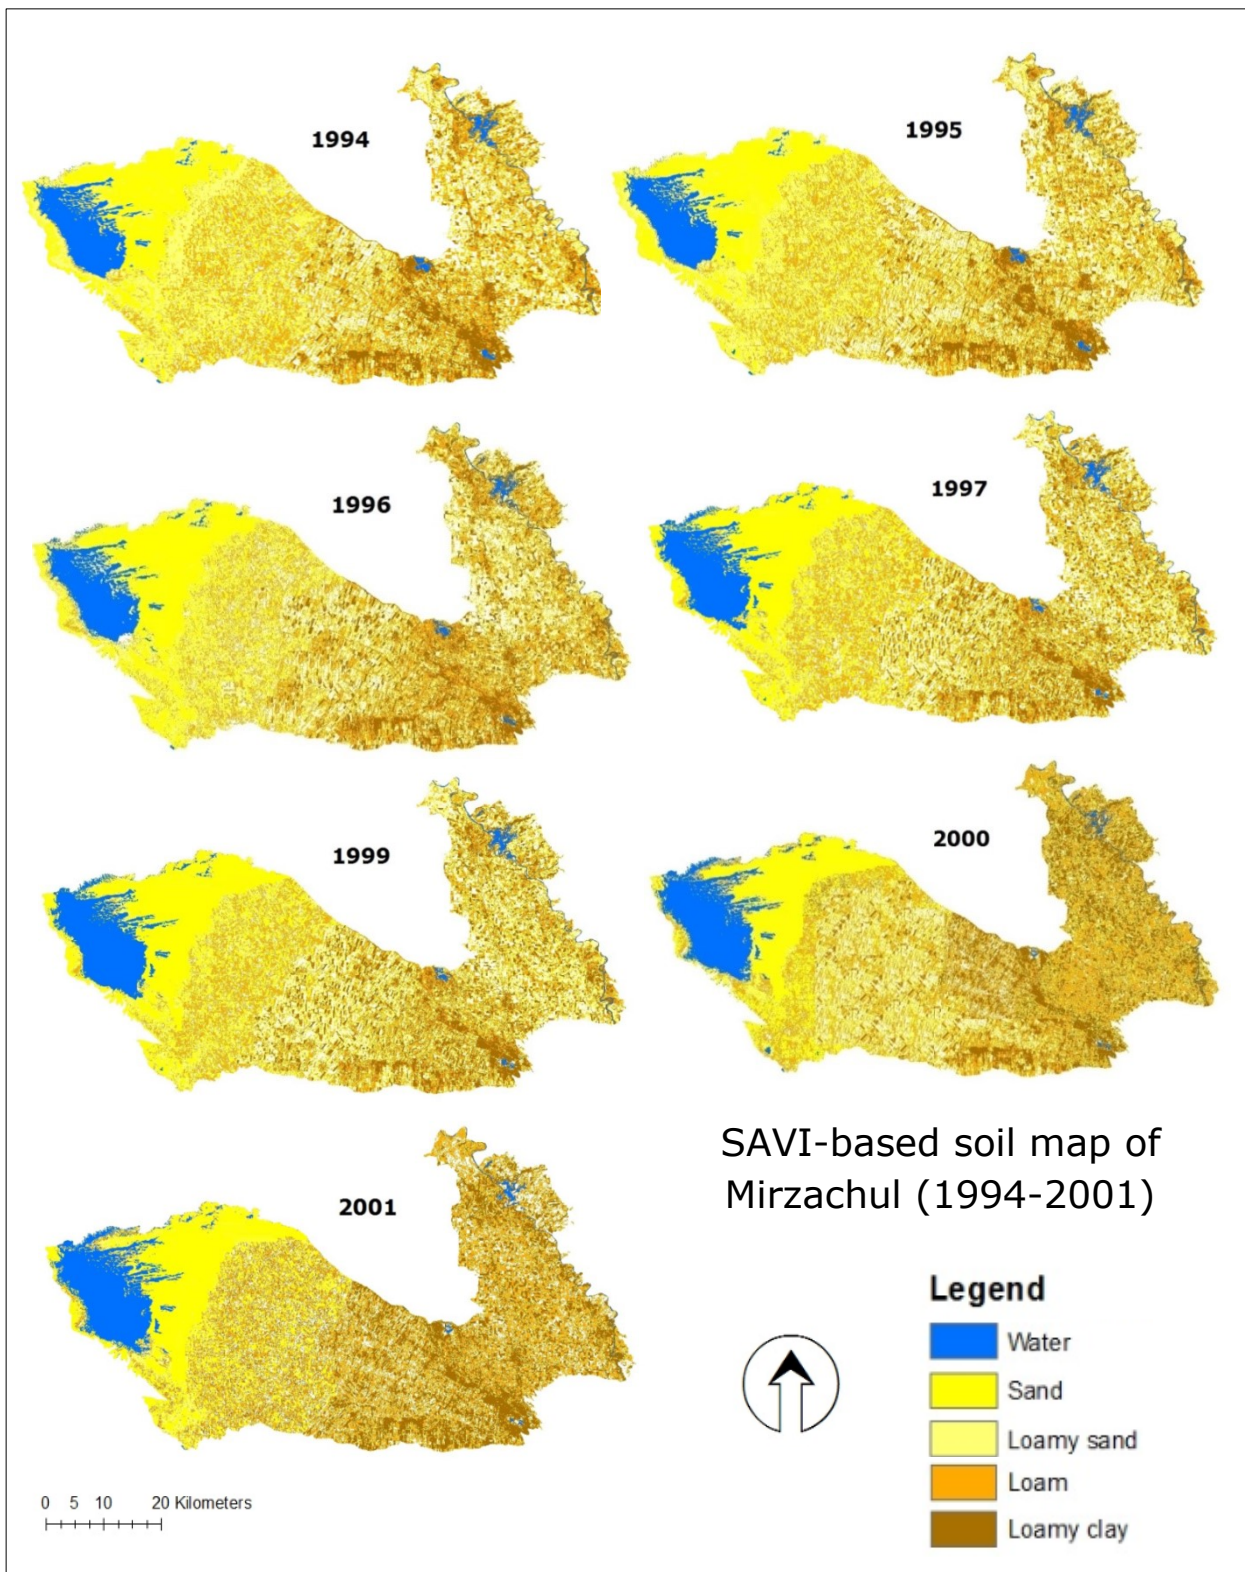 1994
1995
1996
1997
1999
2000
2001
SAVI-based soil map of
Mirzachul (1994-2001)
Legend
Water
Sand
Loamy sand
Loam
Loamy clay
0 5 10 20 Kilometers